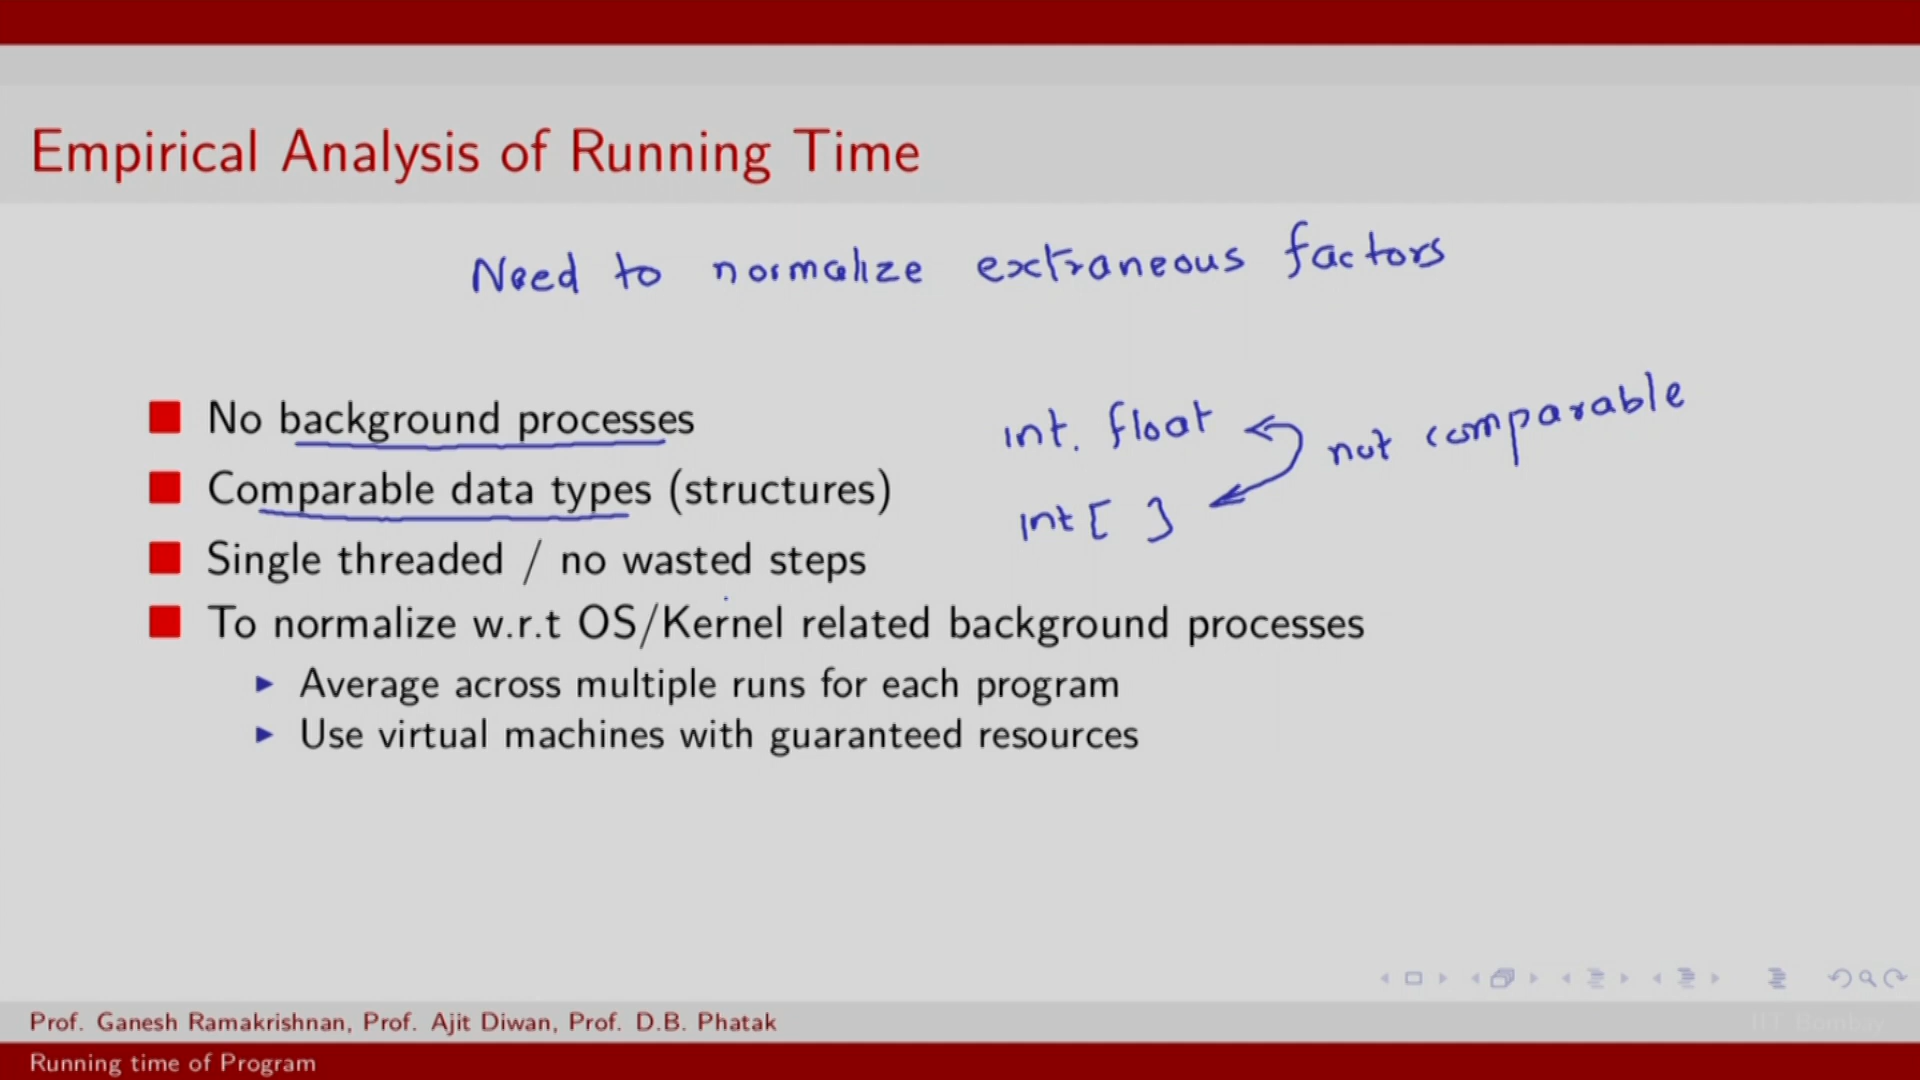 Empirical Analysis of Running Time
Need to normalize extraneous factors
No background processes
int. float
not comparable
Comparable data types (structures)
int [ ]
Single threaded / no wasted steps
To normalize w.r.t OS/Kernel related background processes
Average across multiple runs for each program
Use virtual machines with guaranteed resources
Prof. Ganesh Ramakrishnan, Prof. Ajit Diwan, Prof. D.B. Phatak
IIT Bombay
Running time of Program